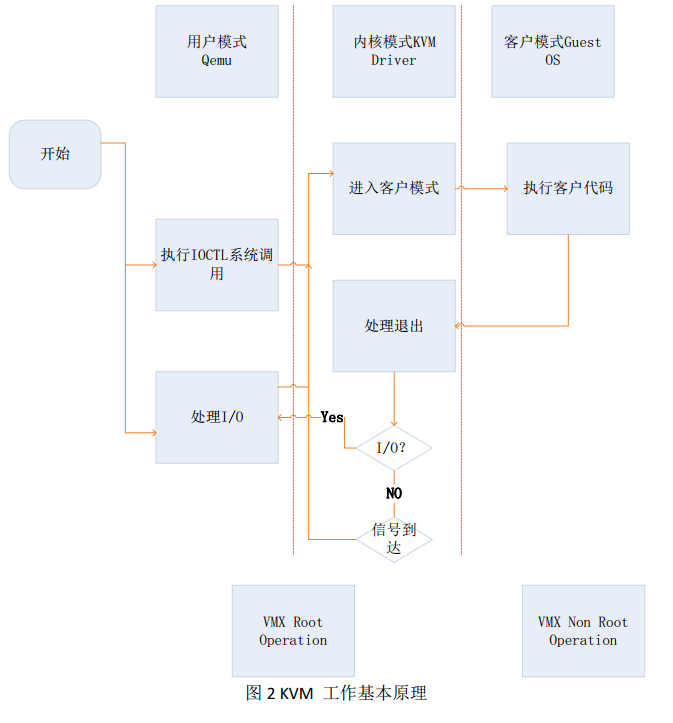 用户模式
Qemu
内核模式KVM
Driver
客户模式Guest
OS
开始
进入客户模式
执行客户代码
执行IOCTL系统调
用
处理退出
处理I/O
Yes
I/O?
NO
信号到
达
VMX Root
Operation
VMX Non Root
Operation
图 2 KVM 工作基本原理